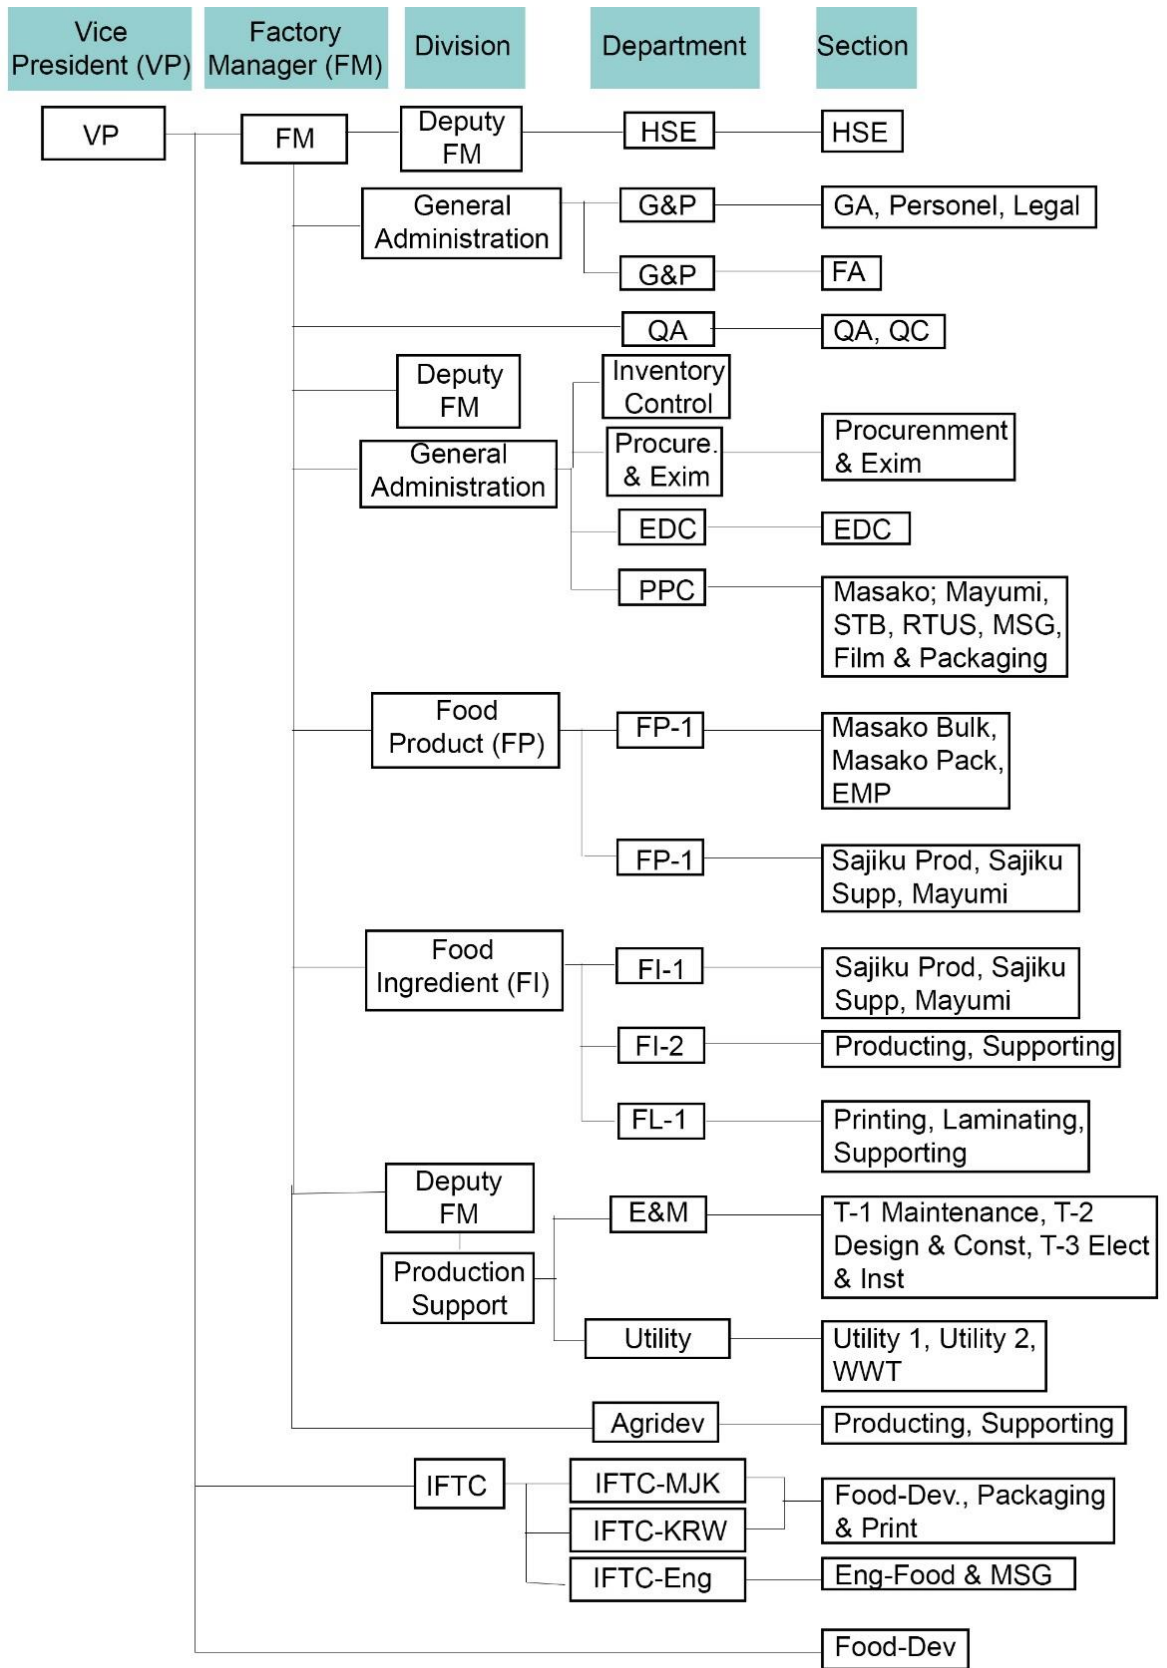 Vice
President (VP)
Factory
Manager (FM)
Division
Department
Section
VP
FM
Deputy
FM
HSE
HSE
General
Administration
G&P
GA, Personel, Legal
G&P
FA
QA
QA, QC
Deputy
FM
Inventory
Control
General
Administration
Procure.
& Exim
Procurenment
& Exim
EDC
EDC
PPC
Masako; Mayumi,
STB, RTUS, MSG,
Film & Packaging
Food
Product (FP)
FP-1
Masako Bulk,
Masako Pack,
EMP
FP-1
Sajiku Prod, Sajiku
Supp, Mayumi
Food
Ingredient (FI)
FI-1
Sajiku Prod, Sajiku
Supp, Mayumi
FI-2
Producting, Supporting
FL-1
Printing, Laminating,
Supporting
Deputy
FM
E&M
T-1 Maintenance, T-2
Design & Const, T-3 Elect
& Inst
Production
Support
Utility
Utility 1, Utility 2,
WWT
Agridev
Producting, Supporting
IFTC
IFTC-MJK
IFTC-KRW
Food-Dev., Packaging
& Print
IFTC-Eng
Eng-Food & MSG
Food-Dev